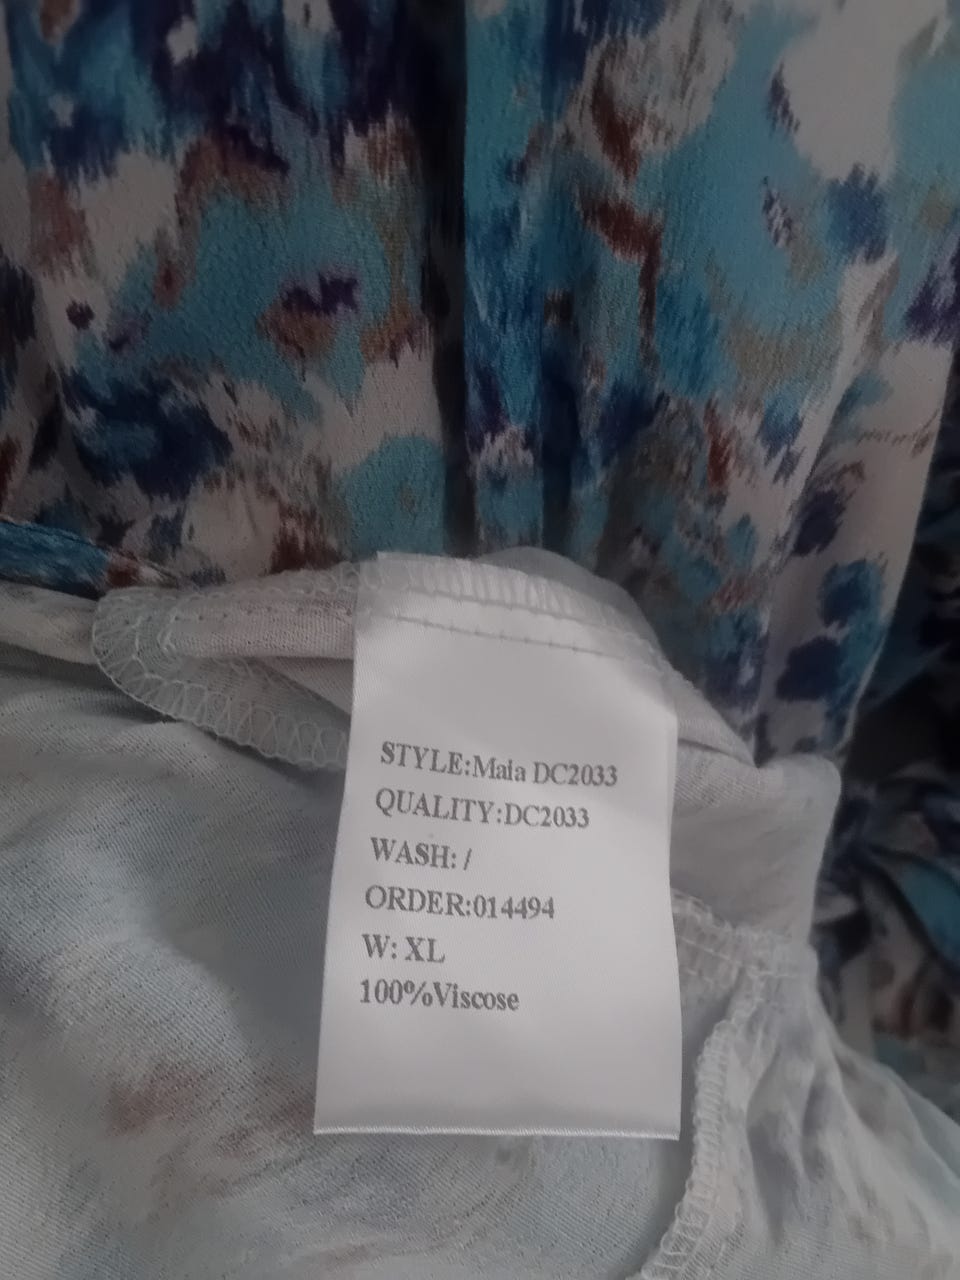 STYLE:Maia DC2033
QUALITY:DC2033
WASH: /
ORDER:014494
W: XL
100%Viscose